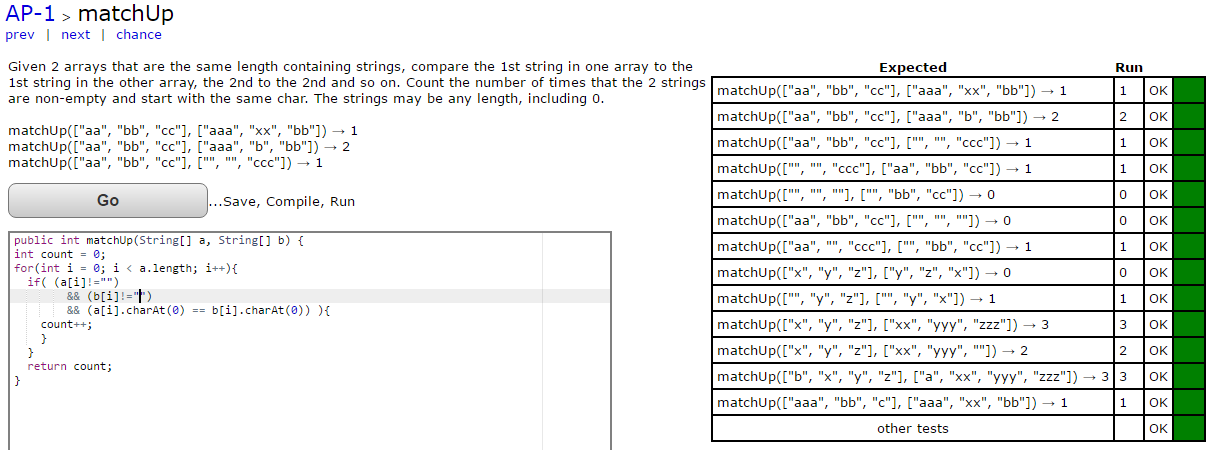 AP-1 > matchUp
prev | next | chance
Given 2 arrays that are the same length containing strings, compare the 1st string in one array to the
1st string in the other array, the 2nd to the 2nd and so on. Count the number of times that the 2 strings
are non-empty and start with the same char. The strings may be any length, including 0.
matchUp(["aa", "bb", "cc"], ["aaa", "xx", "bb"]) → 1
matchUp(["aa", "bb", "cc"], ["aaa", "b", "bb"]) → 2
matchUp(["aa", "bb", "cc"], ["", "", "ccc"]) → 1
Go ...Save, Compile, Run
public int matchUp(String[] a, String[] b) {
int count = 0;
for(int i = 0; i < a.length; i++){
if( (a[i]!="")
&& (b[i]!="")
&& (a[i].charAt(0) == b[i].charAt(0)) ){
count++;
}
}
return count;
}
Expected Run
matchUp(["aa", "bb", "cc"], ["aaa", "xx", "bb"]) → 1 1 OK
matchUp(["aa", "bb", "cc"], ["aaa", "b", "bb"]) → 2 2 OK
matchUp(["aa", "bb", "cc"], ["", "", "ccc"]) → 1 1 OK
matchUp(["", "", "ccc"], ["aa", "bb", "cc"]) → 1 1 OK
matchUp(["", "", ""], ["", "bb", "cc"]) → 0 0 OK
matchUp(["aa", "bb", "cc"], ["", "", ""]) → 0 0 OK
matchUp(["aa", "", "ccc"], ["", "bb", "cc"]) → 1 1 OK
matchUp(["x", "y", "z"], ["y", "z", "x"]) → 0 0 OK
matchUp(["", "y", "z"], ["", "y", "x"]) → 1 1 OK
matchUp(["x", "y", "z"], ["xx", "yyy", "zzz"]) → 3 3 OK
matchUp(["x", "y", "z"], ["xx", "yyy", ""]) → 2 2 OK
matchUp(["b", "x", "y", "z"], ["a", "xx", "yyy", "zzz"]) → 3 3 OK
matchUp(["aaa", "bb", "c"], ["aaa", "xx", "bb"]) → 1 1 OK
other tests OK